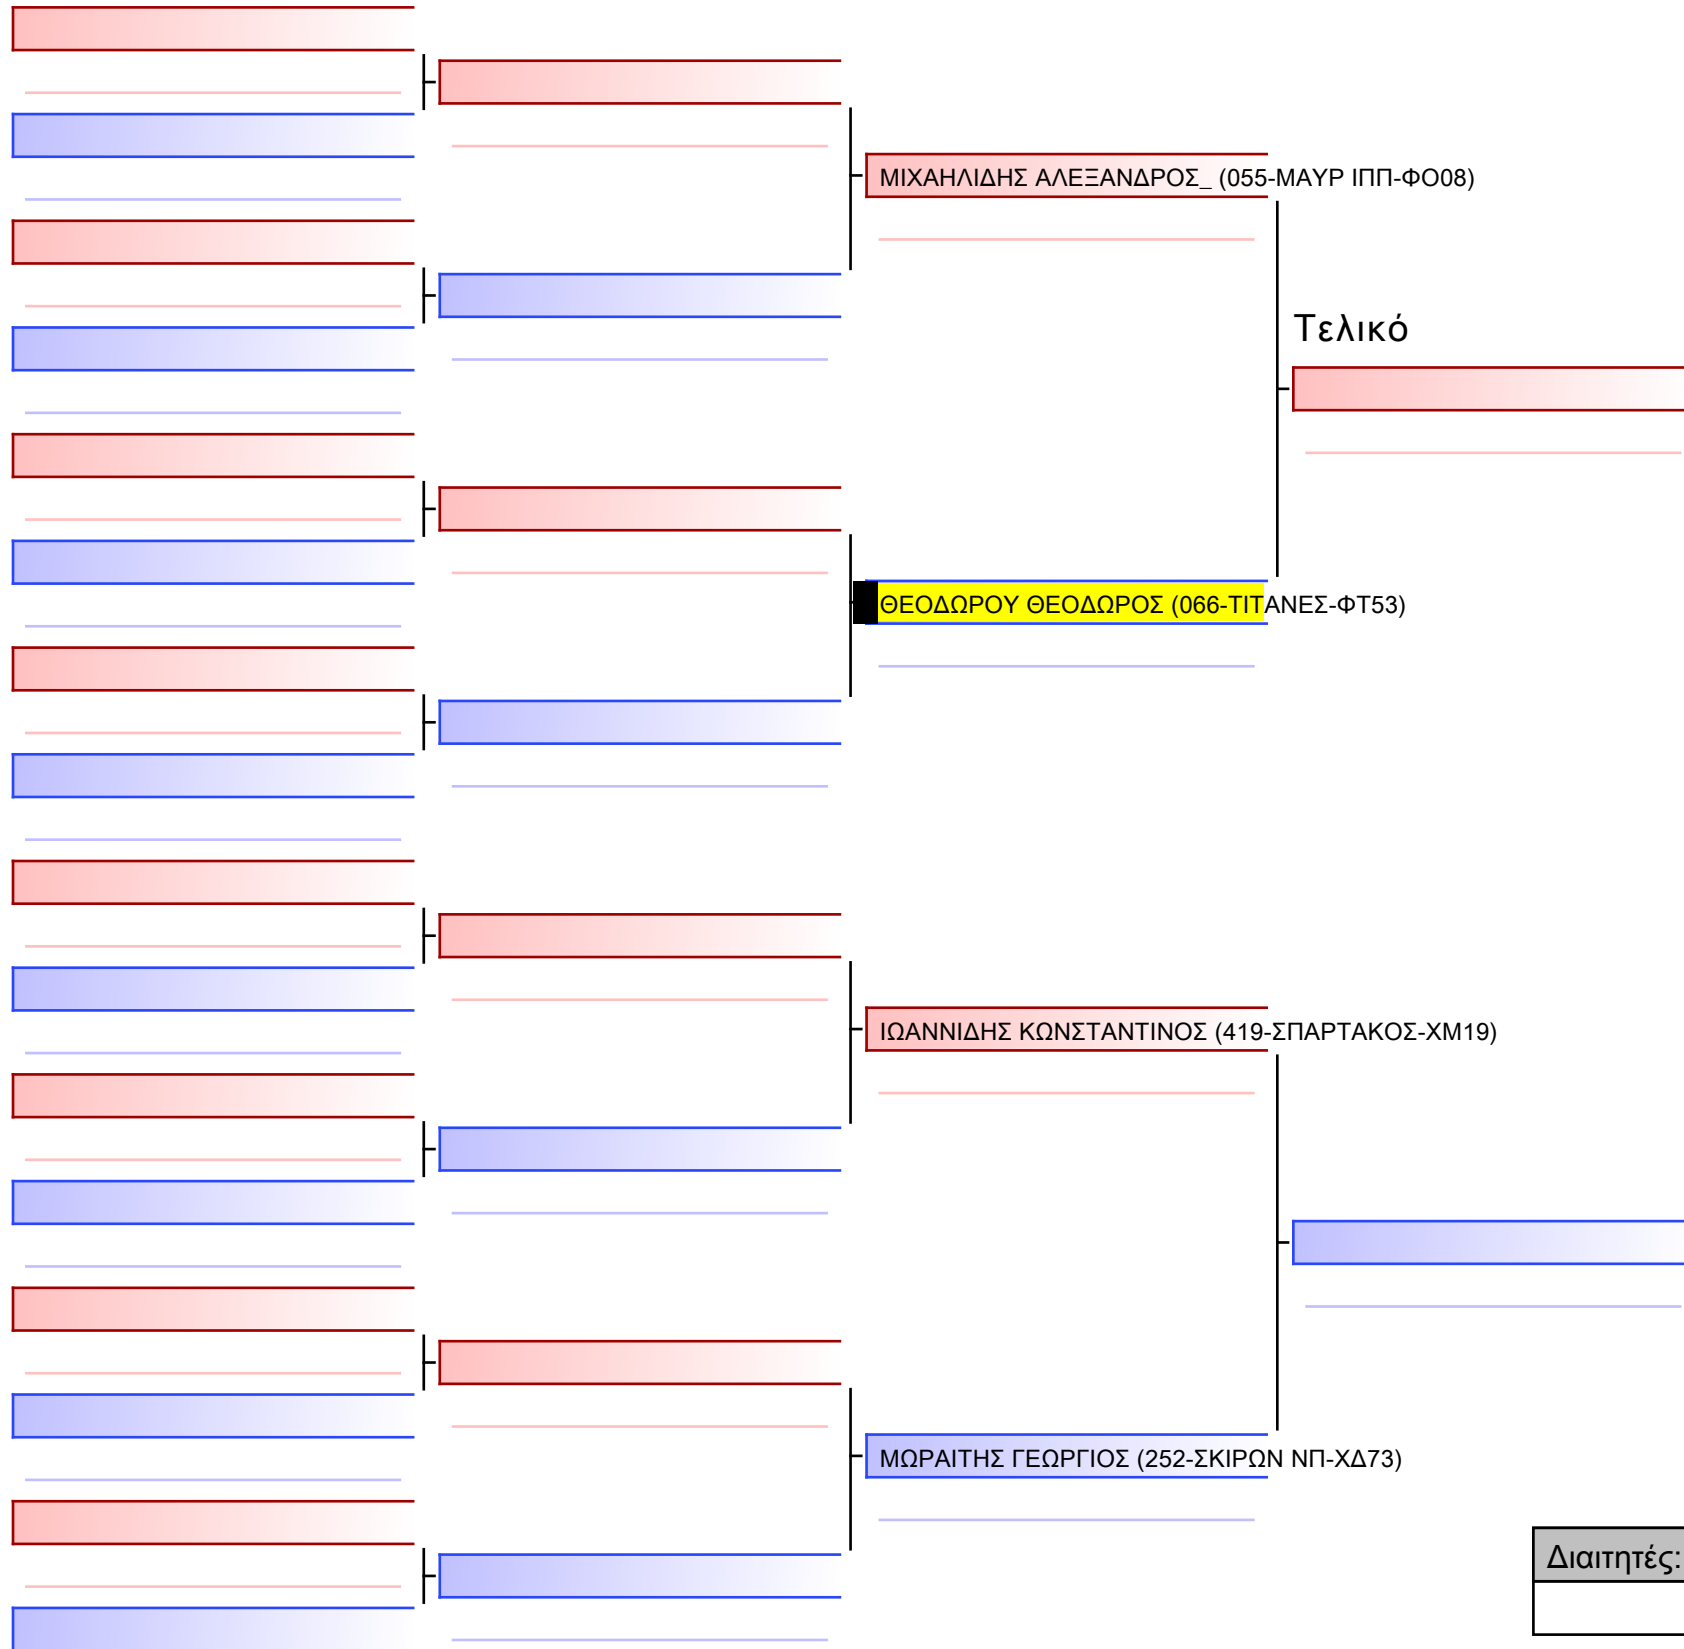 ΜΙΧΑΗΛΙΔΗΣ ΑΛΕΞΑΝΔΡΟΣ_ (055-ΜΑΥΡ ΙΠΠ-ΦΟ08)
Τελικό
ΘΕΟΔΩΡΟΥ ΘΕΟΔΩΡΟΣ (066-ΤΙΤΑΝΕΣ-ΦΤ53)
ΙΩΑΝΝΙΔΗΣ ΚΩΝΣΤΑΝΤΙΝΟΣ (419-ΣΠΑΡΤΑΚΟΣ-ΧΜ19)
ΜΩΡΑΙΤΗΣ ΓΕΩΡΓΙΟΣ (252-ΣΚΙΡΩΝ ΝΠ-ΧΔ73)
Διαιτητές: